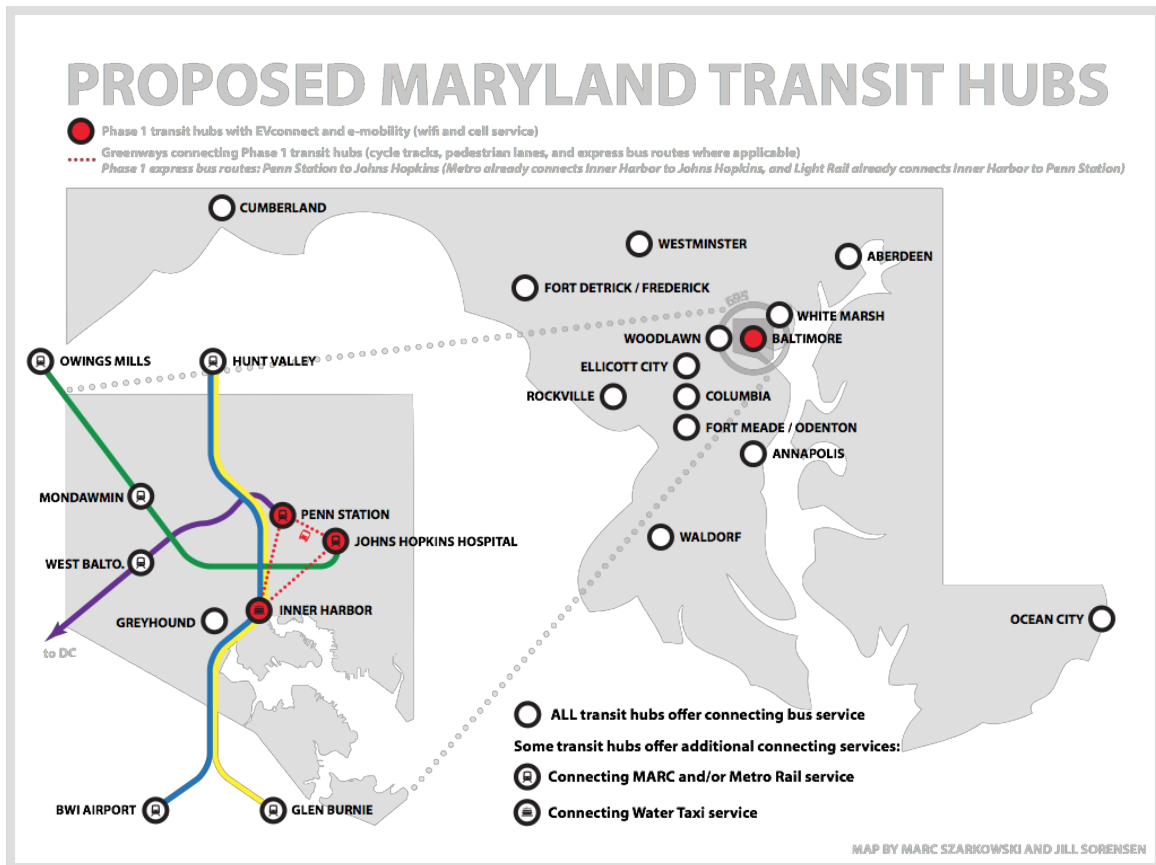 PROPOSED MARYLAND TRANSIT HUBS
Phase 1 transit hubs with EVconnect and e-mobility (wifi and cell service)
Greenways connecting Phase 1 transit hubs (cycle tracks, pedestrian lanes, and express bus routes where applicable)
Phase 1 express bus routes: Penn Station to Johns Hopkins (Metro already connects Inner Harbor to Johns Hopkins, and Light Rail already connects Inner Harbor to Penn Station)
CUMBERLAND
WESTMINSTER
ABERDEEN
FORT DETRICK / FREDERICK
695
WHITE MARSH
WOODLAWN
BALTIMORE
OWINGS MILLS
HUNT VALLEY
ELLICOTT CITY
ROCKVILLE
COLUMBIA
FORT MEADE / ODENTON
ANNAPOLIS
MONDAWMIN
PENN STATION
JOHNS HOPKINS HOSPITAL
WALDORF
WEST BALTO.
INNER HARBOR
GREYHOUND
OCEAN CITY
to DC
ALL transit hubs offer connecting bus service
Some transit hubs offer additional connecting services:
Connecting MARC and/or Metro Rail service
BWI AIRPORT
GLEN BURNIE
Connecting Water Taxi service
MAP BY MARC SZARKOWSKI AND JILL SORENSEN